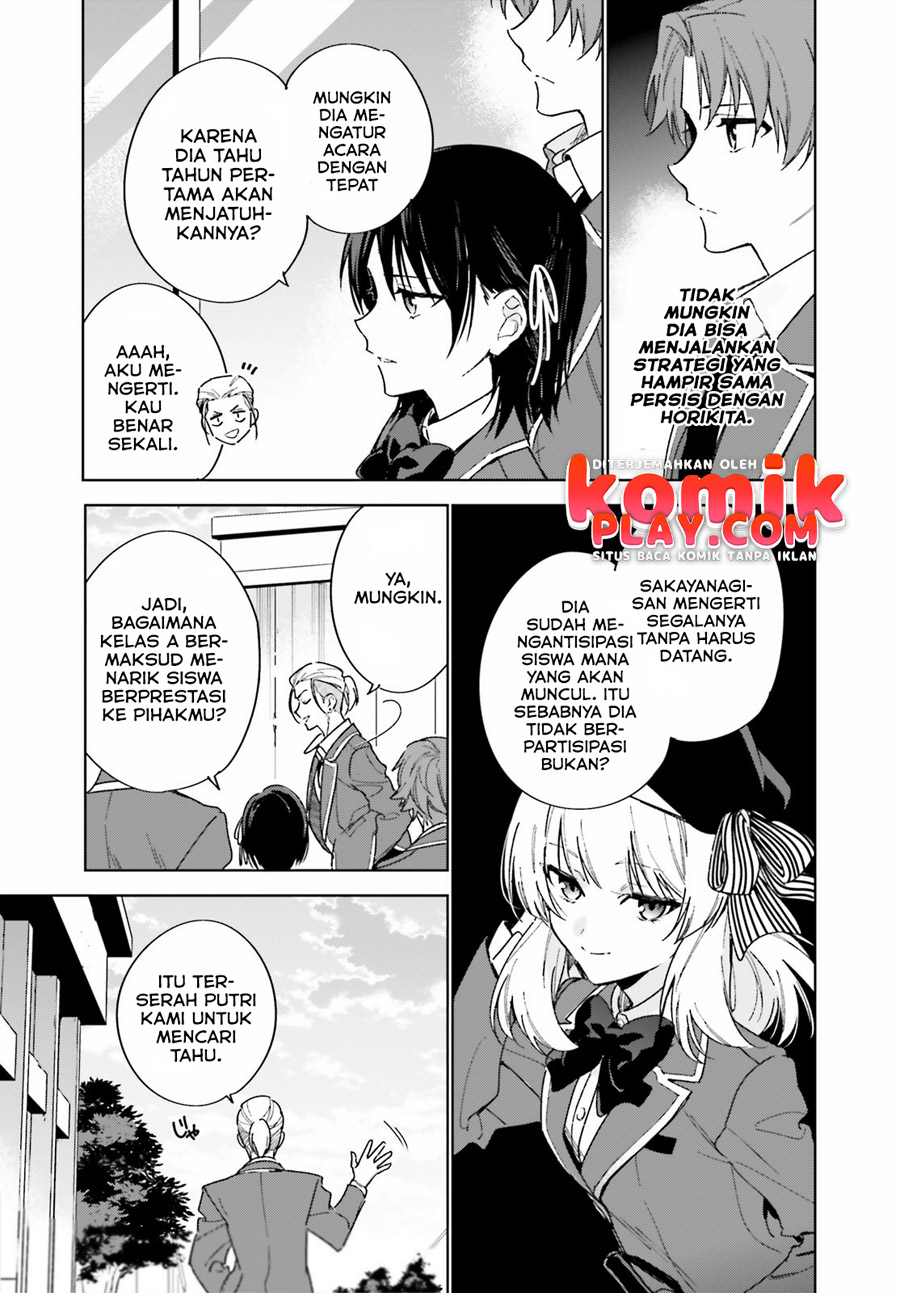 TIDAK
MUNGKIN
DIA BISA
MENJALANKAN
STRATEGI YANG
HAMPIR SAMA
PERSIS DENGAN
HORIKITA.
MUNGKIN
DIA ME-
NGATUR
ACARA
DENGAN
TEPAT
KARENA
DIA TAHU
TAHUN PER-
TAMA AKAN
MENJATUH-
KANNYA?
AAAH,
AKU ME-
NGERTI.
KAU
BENAR
SEKALI.
DITERJEMAHKAN OLEH
komik
PLAY.COM
SITUS BACA KOMIK TANPA IKLAN
SAKAYANAGI-
SAN MENGERTI
SEGALANYA
TANPA HARUS
DATANG.
DIA
SUDAH ME-
NGANTISIPASI
SISWA MANA
YANG AKAN
MUNCUL. ITU
SEBABNYA DIA
TIDAK BER-
PARTISIPASI
BUKAN?
YA,
MUNGKIN.
JADI,
BAGAIMANA
KELAS A BER-
MAKSUD ME-
NARIK SISWA
BERPRESTASI
KE PIHAKMU?
ITU TER-
SERAH PUTRI
KAMI UNTUK
MENCARI
TAHU.
じゃぁ